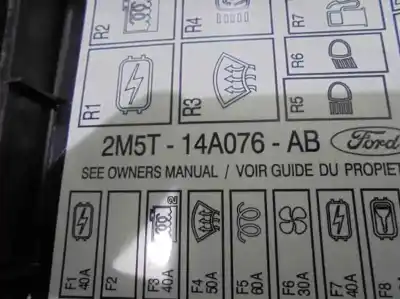 R2
R4
R7
R6
R1
R3
R5
2M5T - 14A076 - AB Ford
SEE OWNERS MANUAL / VOIR GUIDE DU PROPIET
2
F1 40A
F2
F3 40A
F4 50A
F5 60A
F6 30A
F7 40A
F8